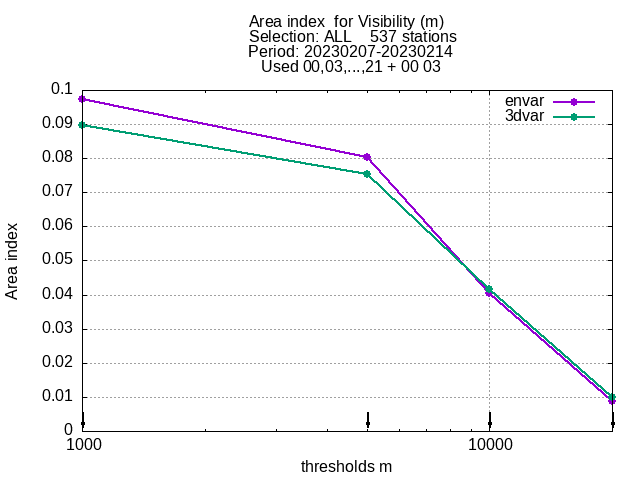 Area index  for Visibility (m)
Selection: ALL    537 stations
Period: 20230207-20230214
Used 00,03,...,21 + 00 03
envar
3dvar
0.1
0.09
0.08
0.07
0.06
0.05
0.04
0.03
0.02
0.01
0
Area index
1000
10000
thresholds m